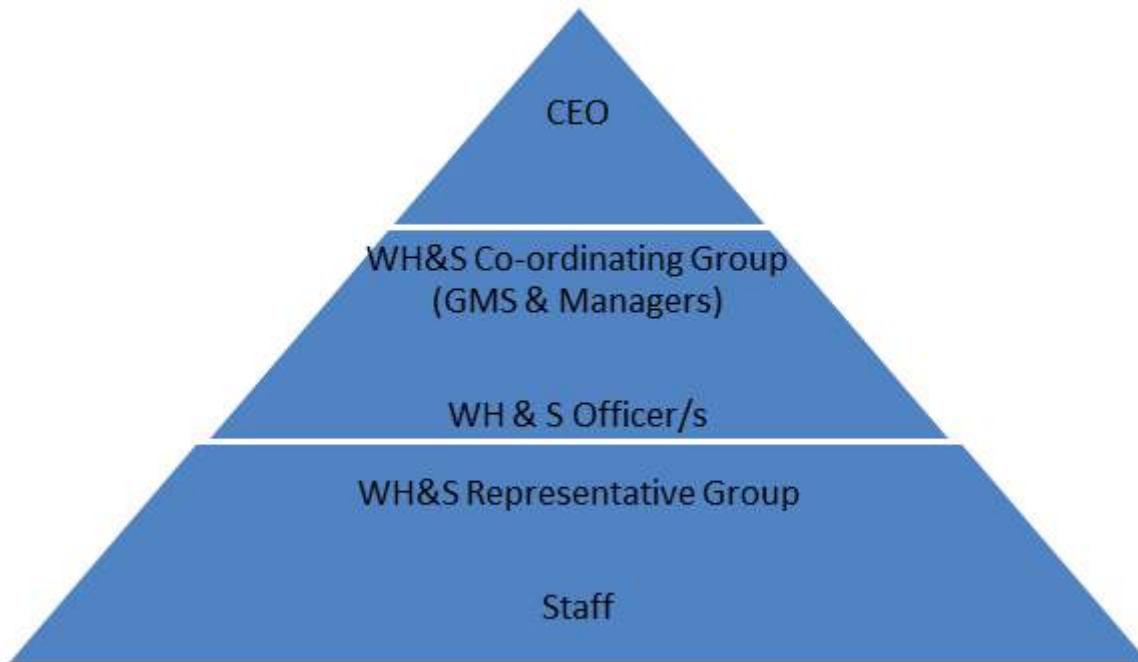 CEO
WH&S Co-ordinating Group
(GMS & Managers)
WH & S Officer/s
WH&S Representative Group
Staff